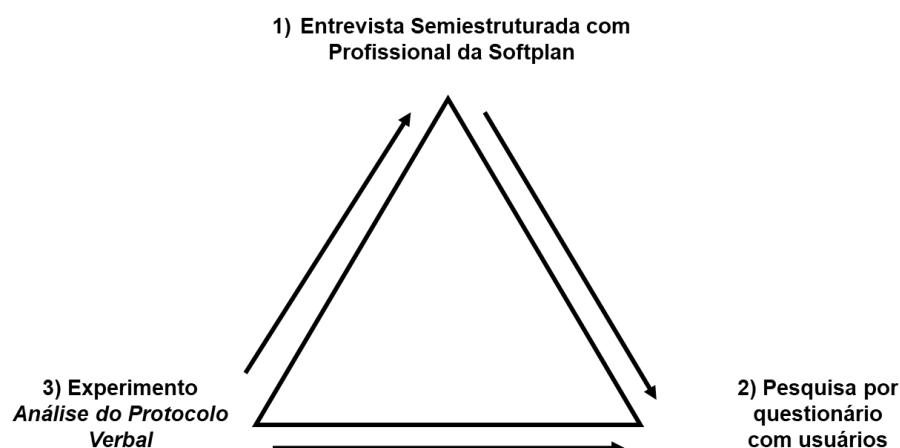 1) Entrevista Semiestruturada com
Profissional da Softplan
3) Experimento
Análise do Protocolo
Verbal
2) Pesquisa por
questionário
com usuários